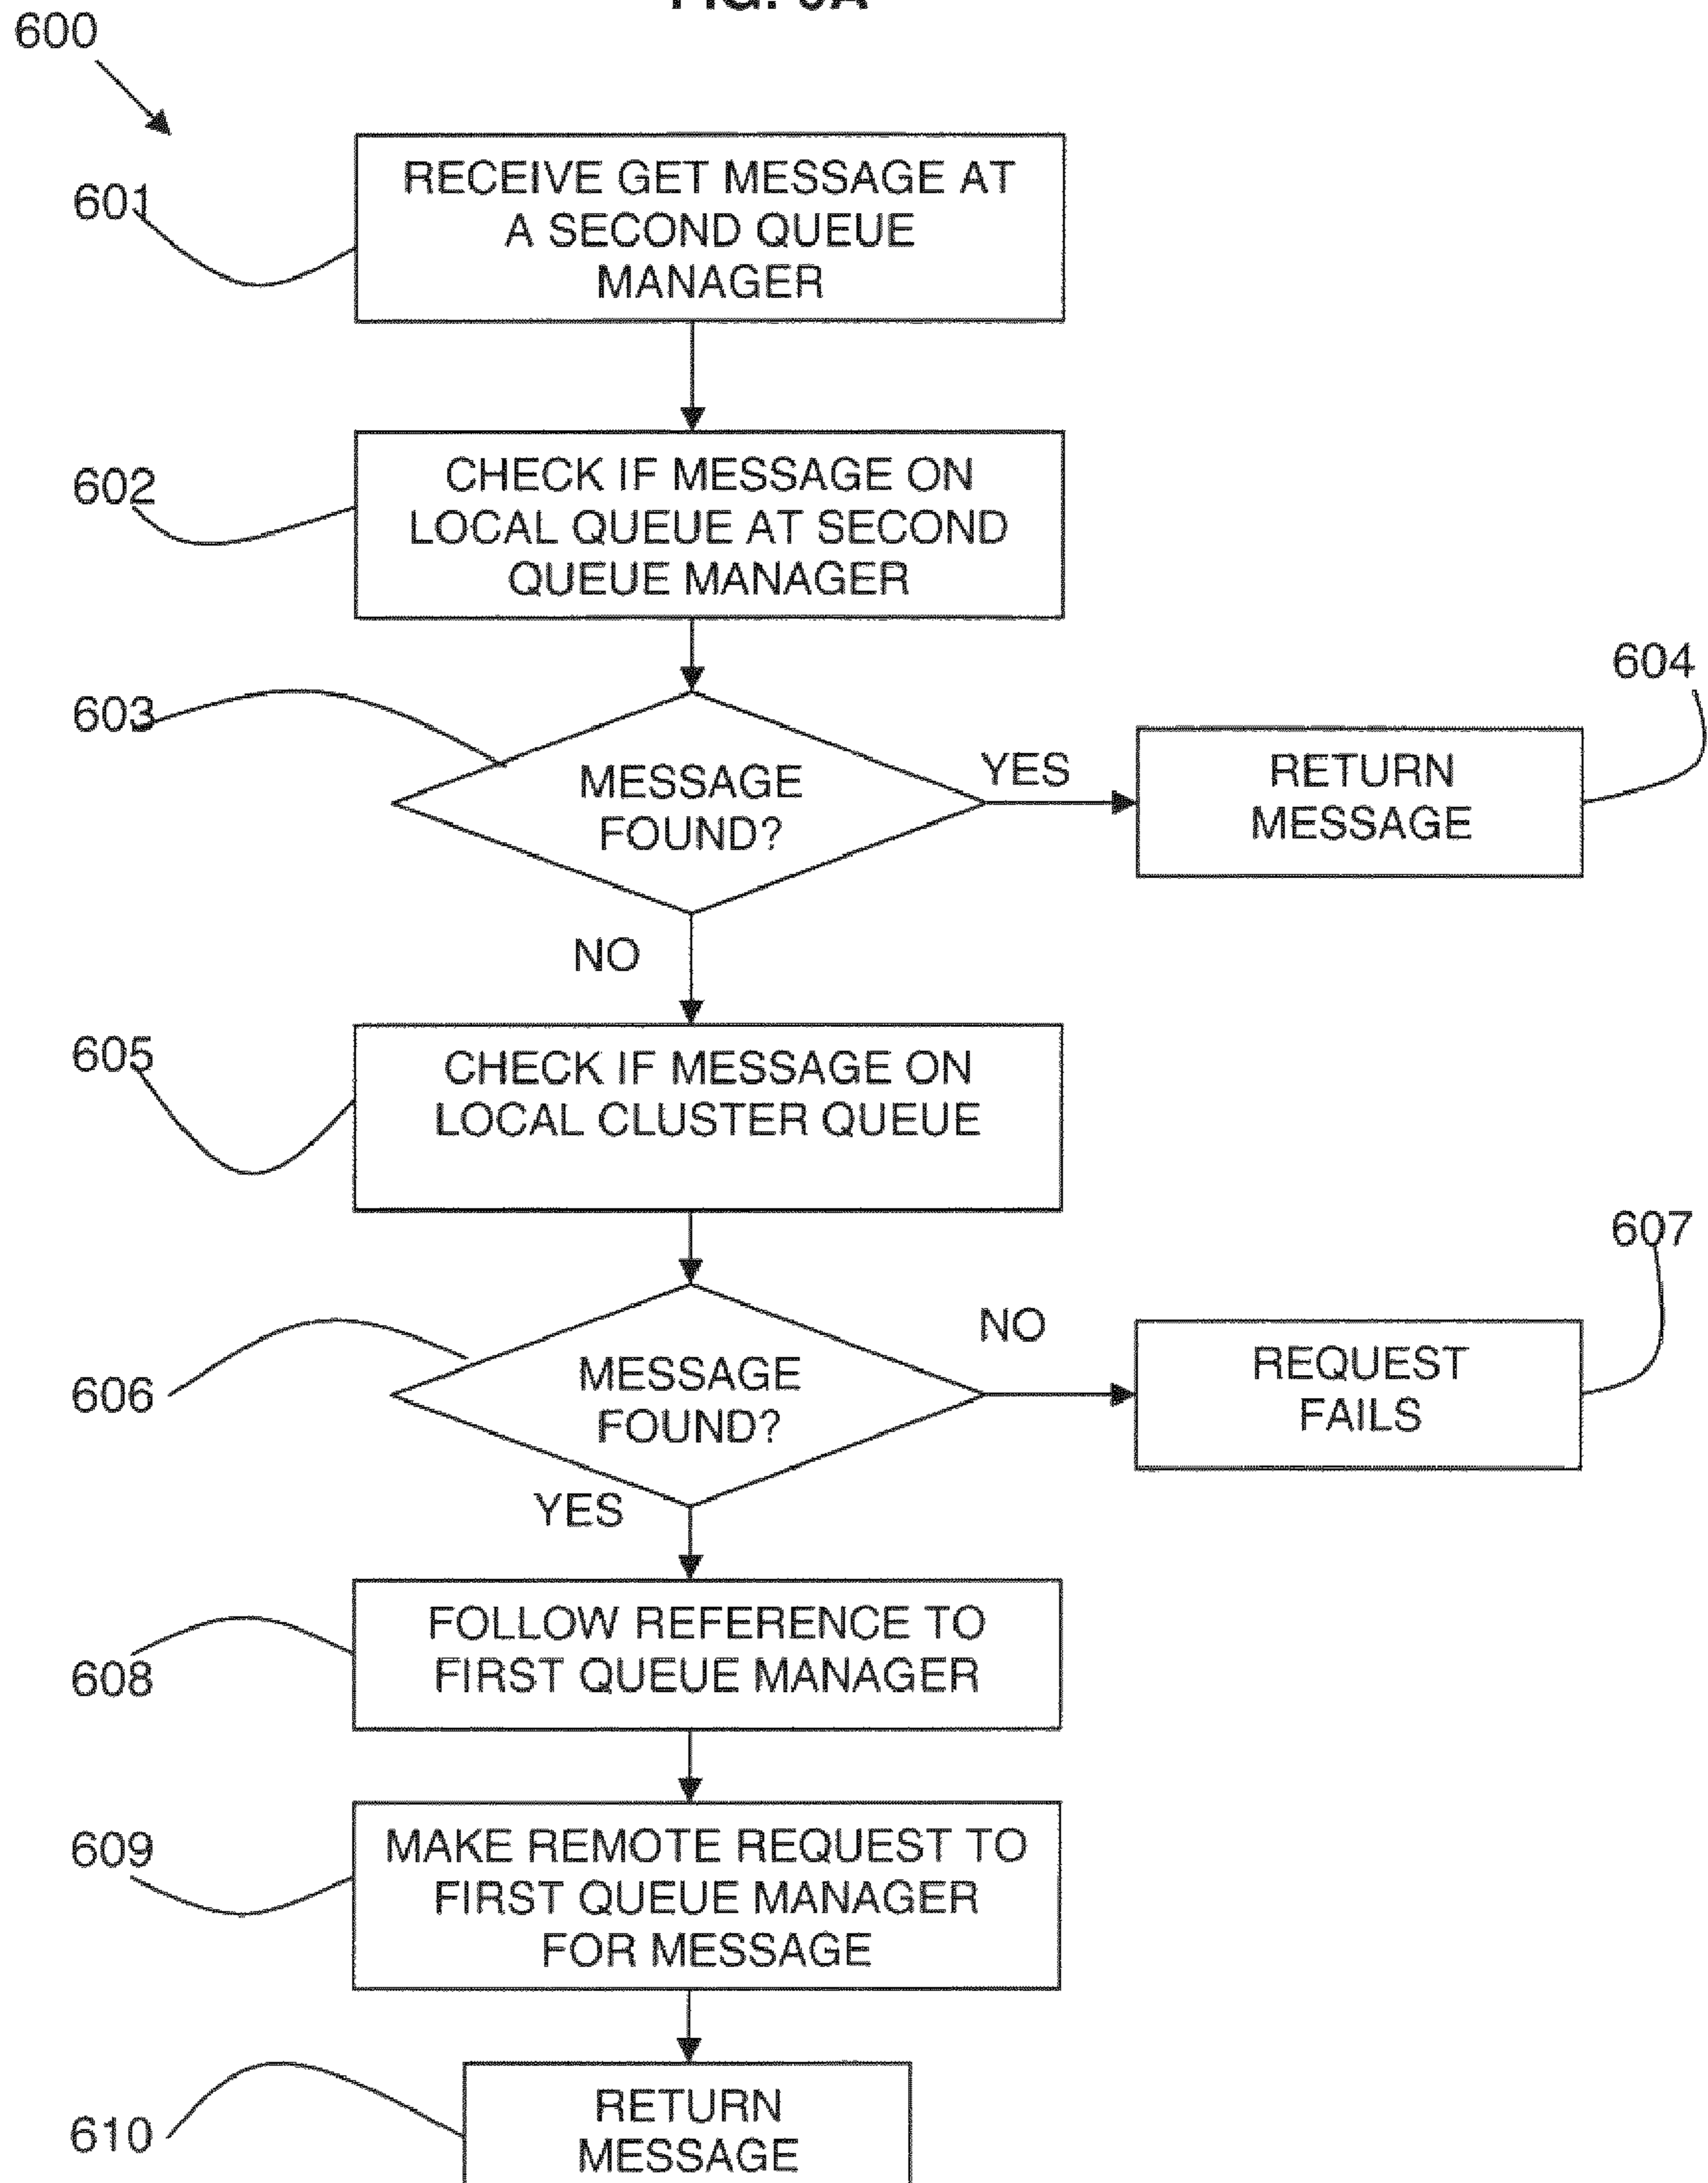 600
601
RECEIVE GET MESSAGE AT
A SECOND QUEUE
MANAGER
602
CHECK IF MESSAGE ON
LOCAL QUEUE AT SECOND
QUEUE MANAGER
603
MESSAGE
FOUND?
YES
604
RETURN
MESSAGE
NO
605
CHECK IF MESSAGE ON
LOCAL CLUSTER QUEUE
606
MESSAGE
FOUND?
NO
607
REQUEST
FAILS
YES
608
FOLLOW REFERENCE TO
FIRST QUEUE MANAGER
609
MAKE REMOTE REQUEST TO
FIRST QUEUE MANAGER
FOR MESSAGE
610
RETURN
MESSAGE